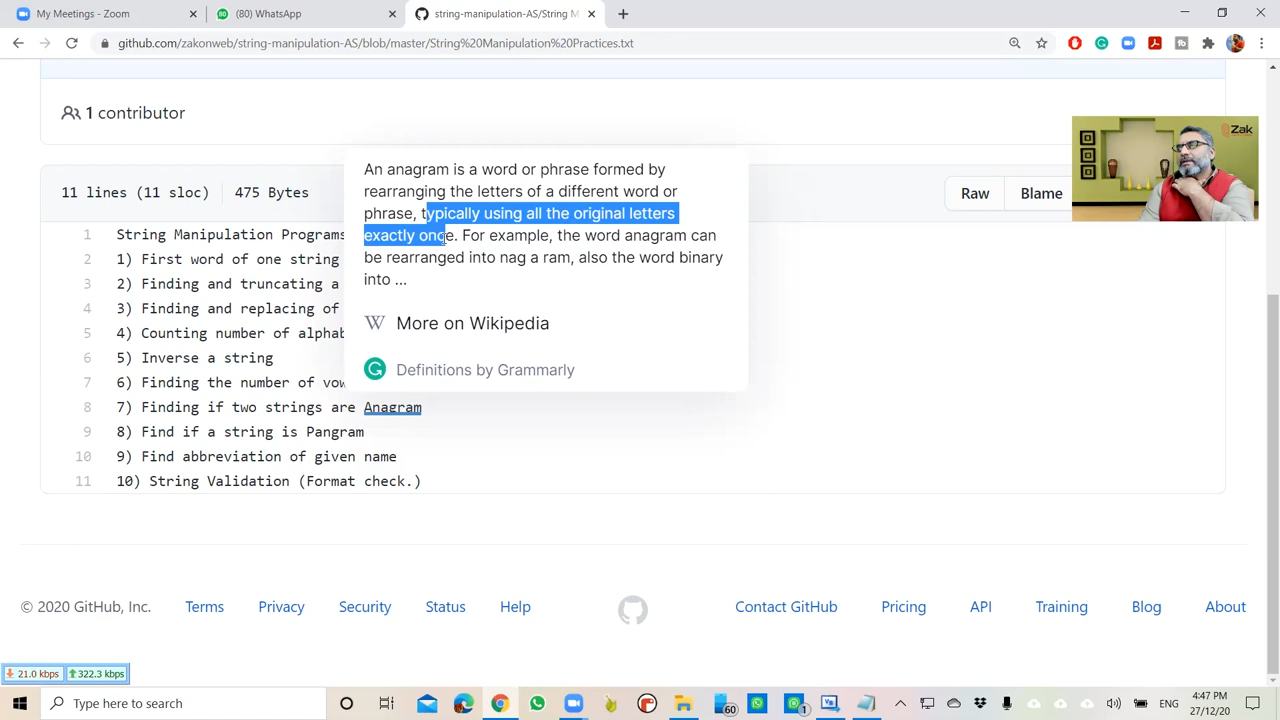 My Meetings - Zoom
(80) WhatsApp
string-manipulation-AS/String M
github.com/zakonweb/string-manipulation-AS/blob/master/String%20Manipulation%20Practices.txt
1 contributor
Zak
11 lines (11 sloc)
475 Bytes
Raw
Blame
An anagram is a word or phrase formed by
rearranging the letters of a different word or
phrase, typically using all the original letters
exactly once. For example, the word anagram can
be rearranged into nag a ram, also the word binary
into ...
More on Wikipedia
Definitions by Grammarly
1 String Manipulation Programs
2 1) First word of one string
3 2) Finding and truncating a
4 3) Finding and replacing of
5 4) Counting number of alphab
6 5) Inverse a string
7 6) Finding the number of vow
8 7) Finding if two strings are Anagram
9 8) Find if a string is Pangram
10 9) Find abbreviation of given name
11 10) String Validation (Format check.)
© 2020 GitHub, Inc.
Terms
Privacy
Security
Status
Help
Contact GitHub
Pricing
API
Training
Blog
About
21.0 kbps
322.3 kbps
Type here to search
60
1
ENG
4:47 PM
27/12/20